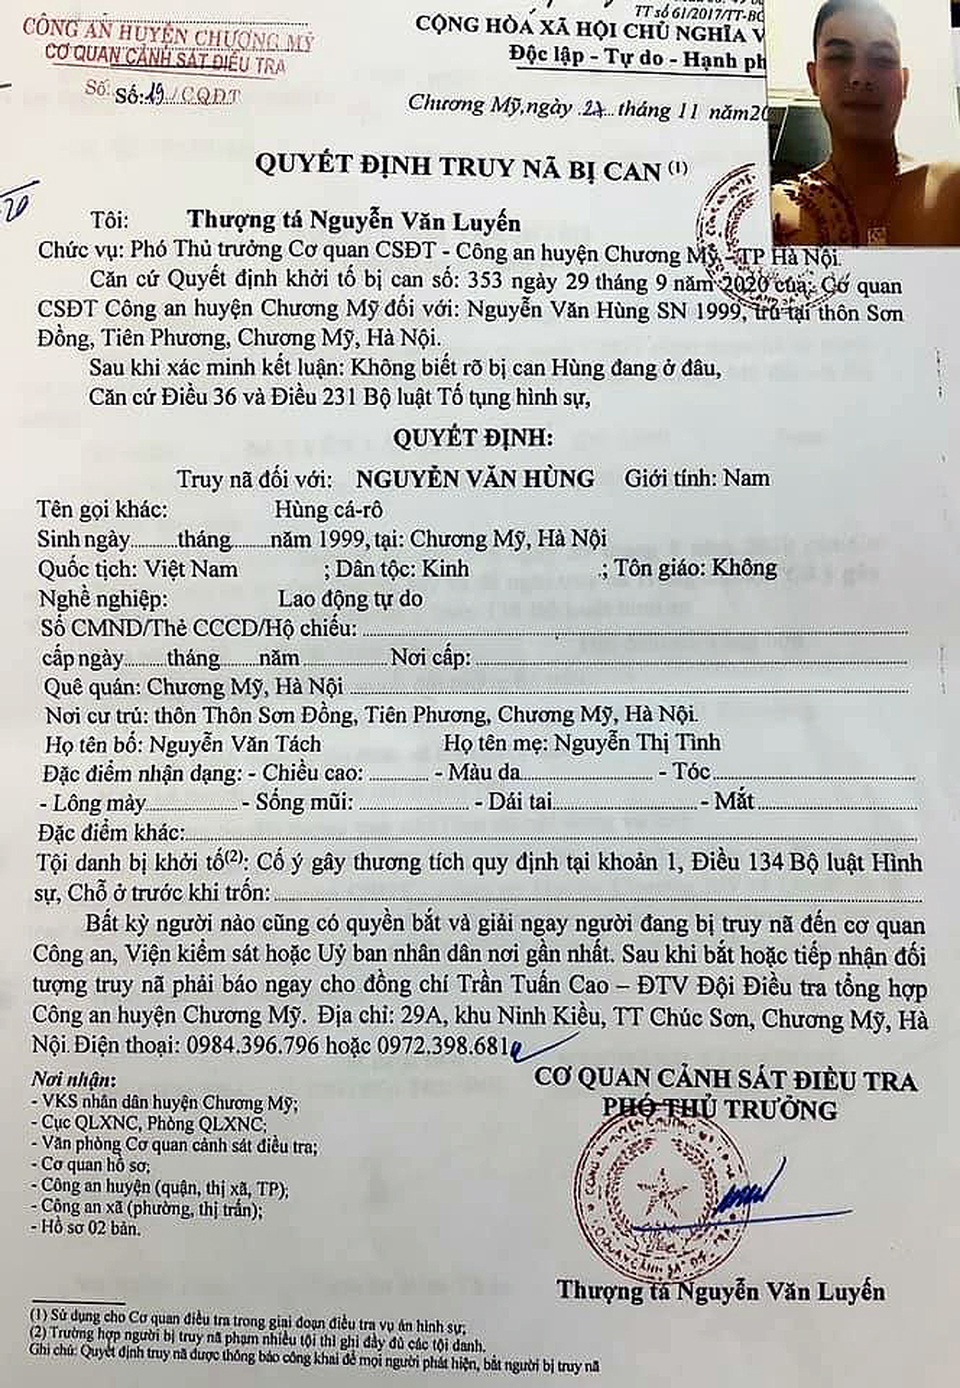 TT số 61/2017/TT-BC
CÔNG AN HUYỆN CHƯƠNG MỸ
CƠ QUAN CẢNH SÁT ĐIỀU TRA
Số: Số:19/CQĐT
CỘNG HÒA XÃ HỘI CHỦ NGHĨA V
Độc lập - Tự do - Hạnh ph
Chương Mỹ, ngày .27... tháng 11 năm20
QUYẾT ĐỊNH TRUY NÃ BỊ CAN (1)
Tôi: Thượng tá Nguyễn Văn Luyến
Chức vụ: Phó Thủ trưởng Cơ quan CSĐT - Công an huyện Chương Mỹ - TP Hà Nội.
Căn cứ Quyết định khởi tố bị can số: 353 ngày 29 tháng 9 năm 2020 của: Cơ quan
CSĐT Công an huyện Chương Mỹ đối với: Nguyễn Văn Hùng SN 1999, trú tại thôn Sơn
Đồng, Tiên Phương, Chương Mỹ, Hà Nội.
Sau khi xác minh kết luận: Không biết rõ bị can Hùng đang ở đâu,
Căn cứ Điều 36 và Điều 231 Bộ luật Tố tụng hình sự,
QUYẾT ĐỊNH:
Truy nã đối với: NGUYỄN VĂN HÙNG Giới tính: Nam
Tên gọi khác: Hùng cá-rô
Sinh ngày........tháng.......năm 1999, tại: Chương Mỹ, Hà Nội
Quốc tịch: Việt Nam ; Dân tộc: Kinh .; Tôn giáo: Không
Nghề nghiệp: Lao động tự do
Số CMND/Thẻ CCCD/Hộ chiếu: ........
cấp ngày.......tháng.......năm .............. Nơi cấp: ........
Quê quán: Chương Mỹ, Hà Nội ........
Nơi cư trú: thôn Thôn Sơn Đồng, Tiên Phương, Chương Mỹ, Hà Nội.
Họ tên bố: Nguyễn Văn Tách Họ tên mẹ: Nguyễn Thị Tình
Đặc điểm nhận dạng: - Chiều cao: ......... - Màu da.................. - Tóc ........
- Lông mày............... - Sống mũi: ................. - Dái tai................... - Mắt ........
Đặc điểm khác:........
Tội danh bị khởi tố(2): Cố ý gây thương tích quy định tại khoản 1, Điều 134 Bộ luật Hình
sự, Chỗ ở trước khi trốn: ........
Bất kỳ người nào cũng có quyền bắt và giải ngay người đang bị truy nã đến cơ quan
Công an, Viện kiểm sát hoặc Uỷ ban nhân dân nơi gần nhất. Sau khi bắt hoặc tiếp nhận đối
tượng truy nã phải báo ngay cho đồng chí Trần Tuấn Cao – ĐTV Đội Điều tra tổng hợp
Công an huyện Chương Mỹ. Địa chỉ: 29A, khu Ninh Kiều, TT Chúc Sơn, Chương Mỹ, Hà
Nội. Điện thoại: 0984.396.796 hoặc 0972.398.681
CƠ QUAN CẢNH SÁT ĐIỀU TRA
PHÓ THỦ TRƯỞNG
Nơi nhận:
- VKS nhân dân huyện Chương Mỹ;
- Cục QLXNC, Phòng QLXNC;
- Văn phòng Cơ quan cảnh sát điều tra;
- Cơ quan hồ sơ;
- Công an huyện (quận, thị xã, TP);
- Công an xã (phường, thị trấn);
- Hồ sơ 02 bản.
Thượng tá Nguyễn Văn Luyến
(1) Sử dụng cho Cơ quan điều tra trong giai đoạn điều tra vụ án hình sự;
(2) Trường hợp người bị truy nã phạm nhiều tội thì ghi đầy đủ các tội danh.
Ghi chú: Quyết định truy nã được thông báo công khai để mọi người phát hiện, bắt người bị truy nã